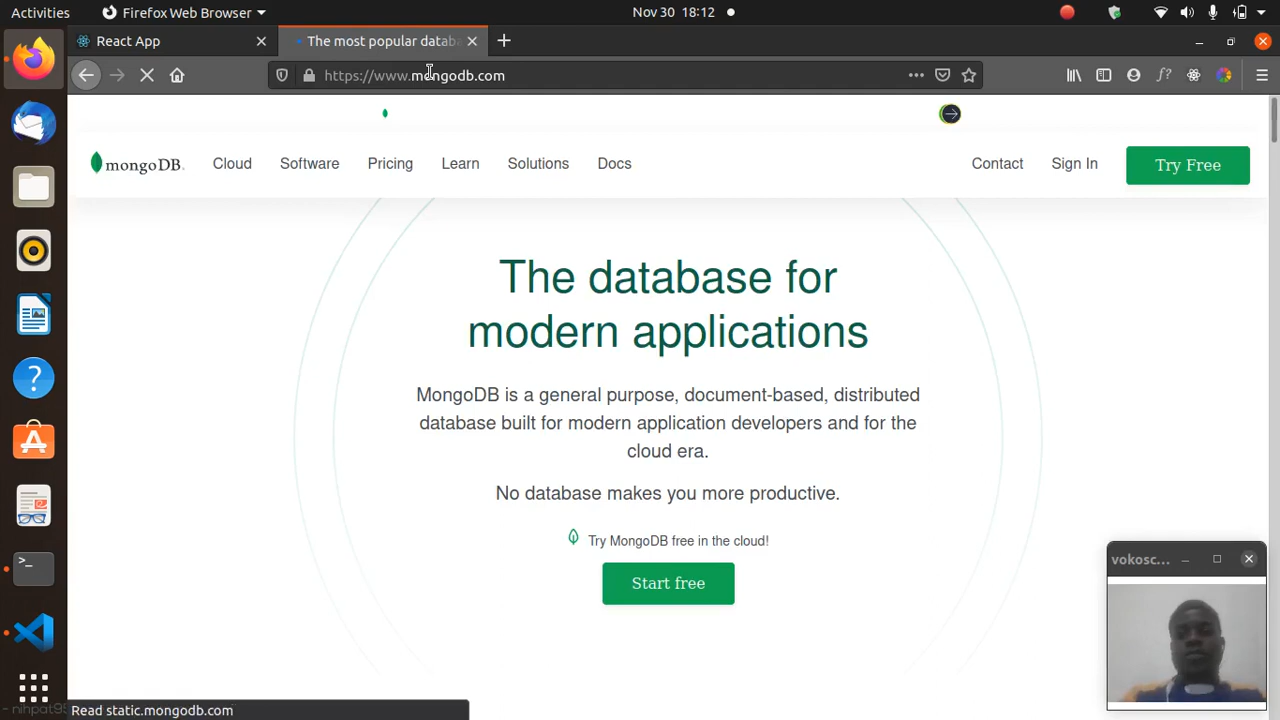 Activities
Firefox Web Browser
Nov 30 18:12
React App
The most popular databa
https://www.mongodb.com
mongoDB.
Cloud
Software
Pricing
Learn
Solutions
Docs
Contact
Sign In
Try Free
The database for
modern applications
MongoDB is a general purpose, document-based, distributed
database built for modern application developers and for the
cloud era.
No database makes you more productive.
Try MongoDB free in the cloud!
Start free
vokosc...
Read static.mongodb.com